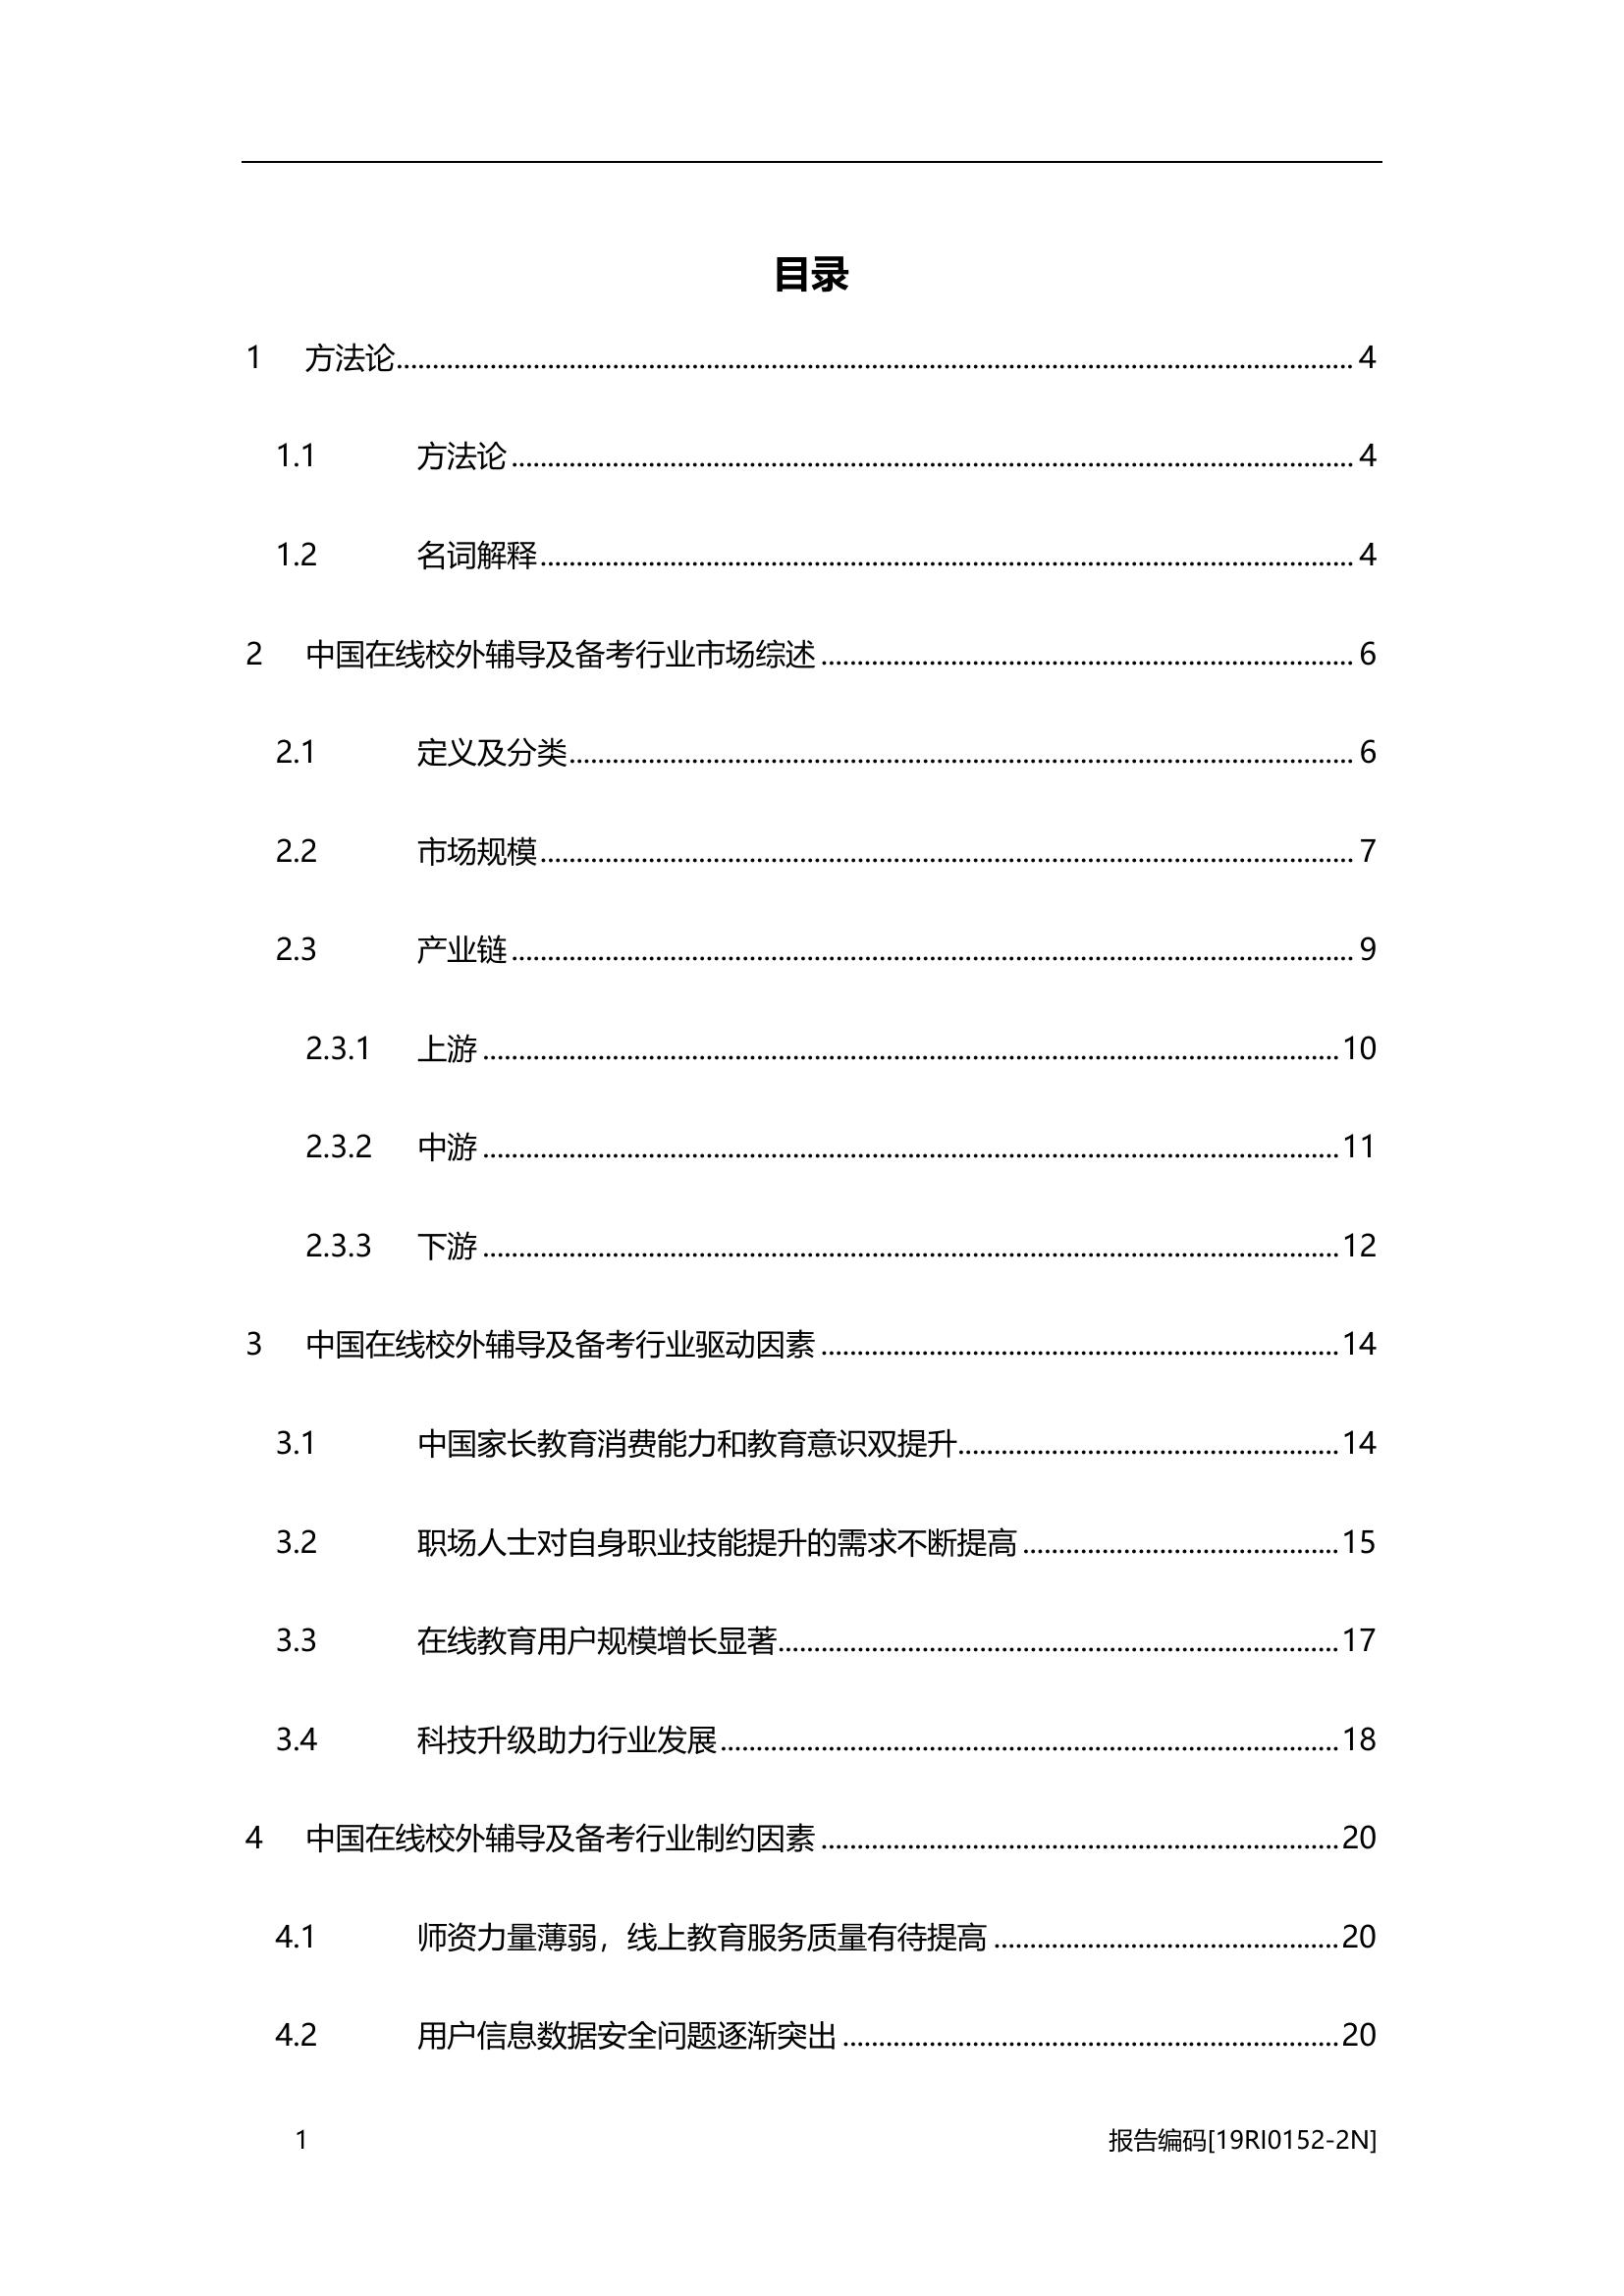 目录
1 方法论 4
1.1 方法论 4
1.2 名词解释 4
2 中国在线校外辅导及备考行业市场综述 6
2.1 定义及分类 6
2.2 市场规模 7
2.3 产业链 9
2.3.1 上游 10
2.3.2 中游 11
2.3.3 下游 12
3 中国在线校外辅导及备考行业驱动因素 14
3.1 中国家长教育消费能力和教育意识双提升 14
3.2 职场人士对自身职业技能提升的需求不断提高 15
3.3 在线教育用户规模增长显著 17
3.4 科技升级助力行业发展 18
4 中国在线校外辅导及备考行业制约因素 20
4.1 师资力量薄弱，线上教育服务质量有待提高 20
4.2 用户信息数据安全问题逐渐突出 20
1 报告编码[19RI0152-2N]